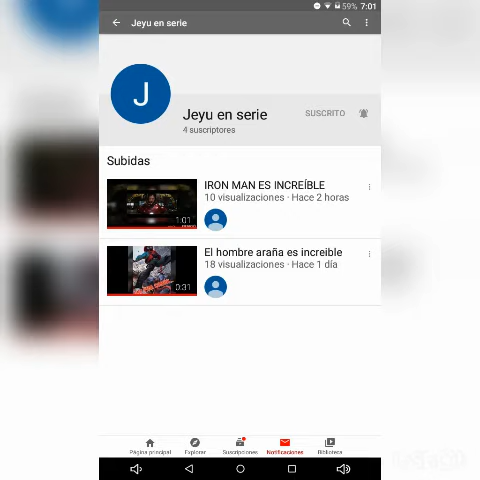 59% 7:01
Jeyu en serie
J
Jeyu en serie
4 suscriptores
SUSCRITO
Subidas
IRON MAN ES INCREÍBLE
10 visualizaciones · Hace 2 horas
1:01
El hombre araña es increible
18 visualizaciones · Hace 1 día
0:31
Página principal
Explorar
Suscripciones
Notificaciones
Biblioteca